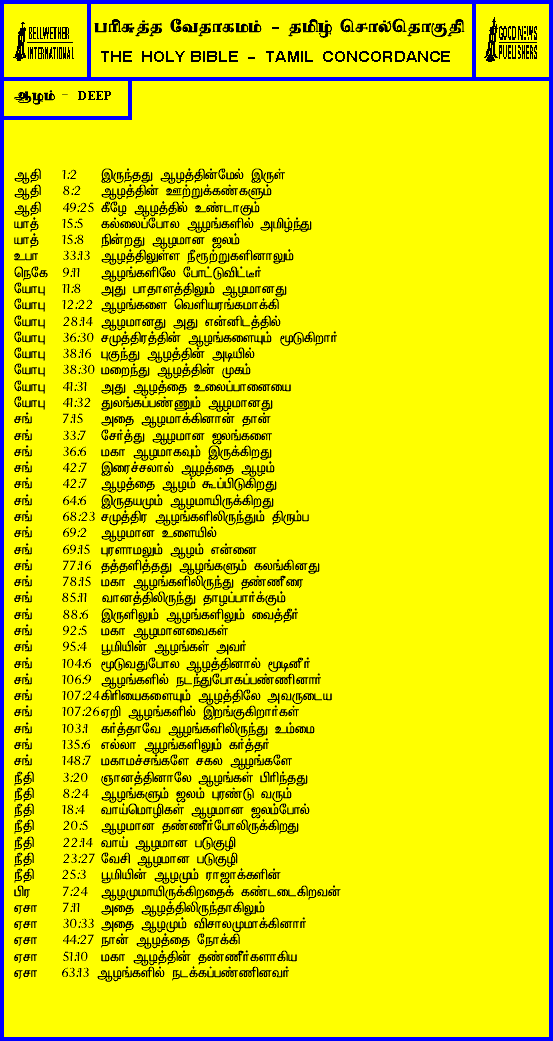 BELLWETHER
INTERNATIONAL
பரிசுத்த வேதாகமம் - தமிழ் சொல்தொகுதி
THE HOLY BIBLE - TAMIL CONCORDANCE
GOOD NEWS
PUBLISHERS
ஆழம் - DEEP
ஆதி 1:2 இருந்தது ஆழத்தின்மேல் இருள்
ஆதி 8:2 ஆழத்தின் ஊற்றுக்கண்களும்
ஆதி 49:25 கீழே ஆழத்தில் உண்டாகும்
யாத் 15:5 கல்லைப்போல ஆழங்களில் அமிழ்ந்து
யாத் 15:8 நின்றது ஆழமான ஜலம்
உபா 33:13 ஆழத்திலுள்ள நீரூற்றுகளினாலும்
நெகே 9:11 ஆழங்களிலே போட்டுவிட்டீர்
யோபு 11:8 அது பாதாளத்திலும் ஆழமானது
யோபு 12:22 ஆழங்களை வெளியரங்கமாக்கி
யோபு 28:14 ஆழமானது அது என்னிடத்தில்
யோபு 36:30 சமுத்திரத்தின் ஆழங்களையும் மூடுகிறார்
யோபு 38:16 புகுந்து ஆழத்தின் அடியில்
யோபு 38:30 மறைந்து ஆழத்தின் முகம்
யோபு 41:31 அது ஆழத்தை உலைப்பானையை
யோபு 41:32 துலங்கப்பண்ணும் ஆழமானது
சங் 7:15 அதை ஆழமாக்கினான் தான்
சங் 33:7 சேர்த்து ஆழமான ஜலங்களை
சங் 36:6 மகா ஆழமாகவும் இருக்கிறது
சங் 42:7 இரைச்சலால் ஆழத்தை ஆழம்
சங் 42:7 ஆழத்தை ஆழம் கூப்பிடுகிறது
சங் 64:6 இருதயமும் ஆழமாயிருக்கிறது
சங் 68:23 சமுத்திர ஆழங்களிலிருந்தும் திரும்ப
சங் 69:2 ஆழமான உளையில்
சங் 69:15 புரளாமலும் ஆழம் என்னை
சங் 77:16 தத்தளித்தது ஆழங்களும் கலங்கினது
சங் 78:15 மகா ஆழங்களிலிருந்து தண்ணீரை
சங் 85:11 வானத்திலிருந்து தாழப்பார்க்கும்
சங் 88:6 இருளிலும் ஆழங்களிலும் வைத்தீர்
சங் 92:5 மகா ஆழமானவைகள்
சங் 95:4 பூமியின் ஆழங்கள் அவர்
சங் 104:6 மூடுவதுபோல ஆழத்தினால் மூடினீர்
சங் 106:9 ஆழங்களில் நடந்துபோகப்பண்ணினார்
சங் 107:24கிரியைகளையும் ஆழத்திலே அவருடைய
சங் 107:26ஏறி ஆழங்களில் இறங்குகிறார்கள்
சங் 103:1 கர்த்தாவே ஆழங்களிலிருந்து உம்மை
சங் 135:6 எல்லா ஆழங்களிலும் கர்த்தர்
சங் 148:7 மகாமச்சங்களே சகல ஆழங்களே
நீதி 3:20 ஞானத்தினாலே ஆழங்கள் பிரிந்தது
நீதி 8:24 ஆழங்களும் ஜலம் புரண்டு வரும்
நீதி 18:4 வாய்மொழிகள் ஆழமான ஜலம்போல்
நீதி 20:5 ஆழமான தண்ணீர்போலிருக்கிறது
நீதி 22:14 வாய் ஆழமான படுகுழி
நீதி 23:27 வேசி ஆழமான படுகுழி
நீதி 25:3 பூமியின் ஆழமும் ராஜாக்களின்
பிர 7:24 ஆழமுமாயிருக்கிறதைக் கண்டடைகிறவன்
ஏசா 7:11 அதை ஆழத்திலிருந்தாகிலும்
ஏசா 30:33 அதை ஆழமும் விசாலமுமாக்கினார்
ஏசா 44:27 நான் ஆழத்தை நோக்கி
ஏசா 51:10 மகா ஆழத்தின் தண்ணீர்களாகிய
ஏசா 63:13 ஆழங்களில் நடக்கப்பண்ணினவர்